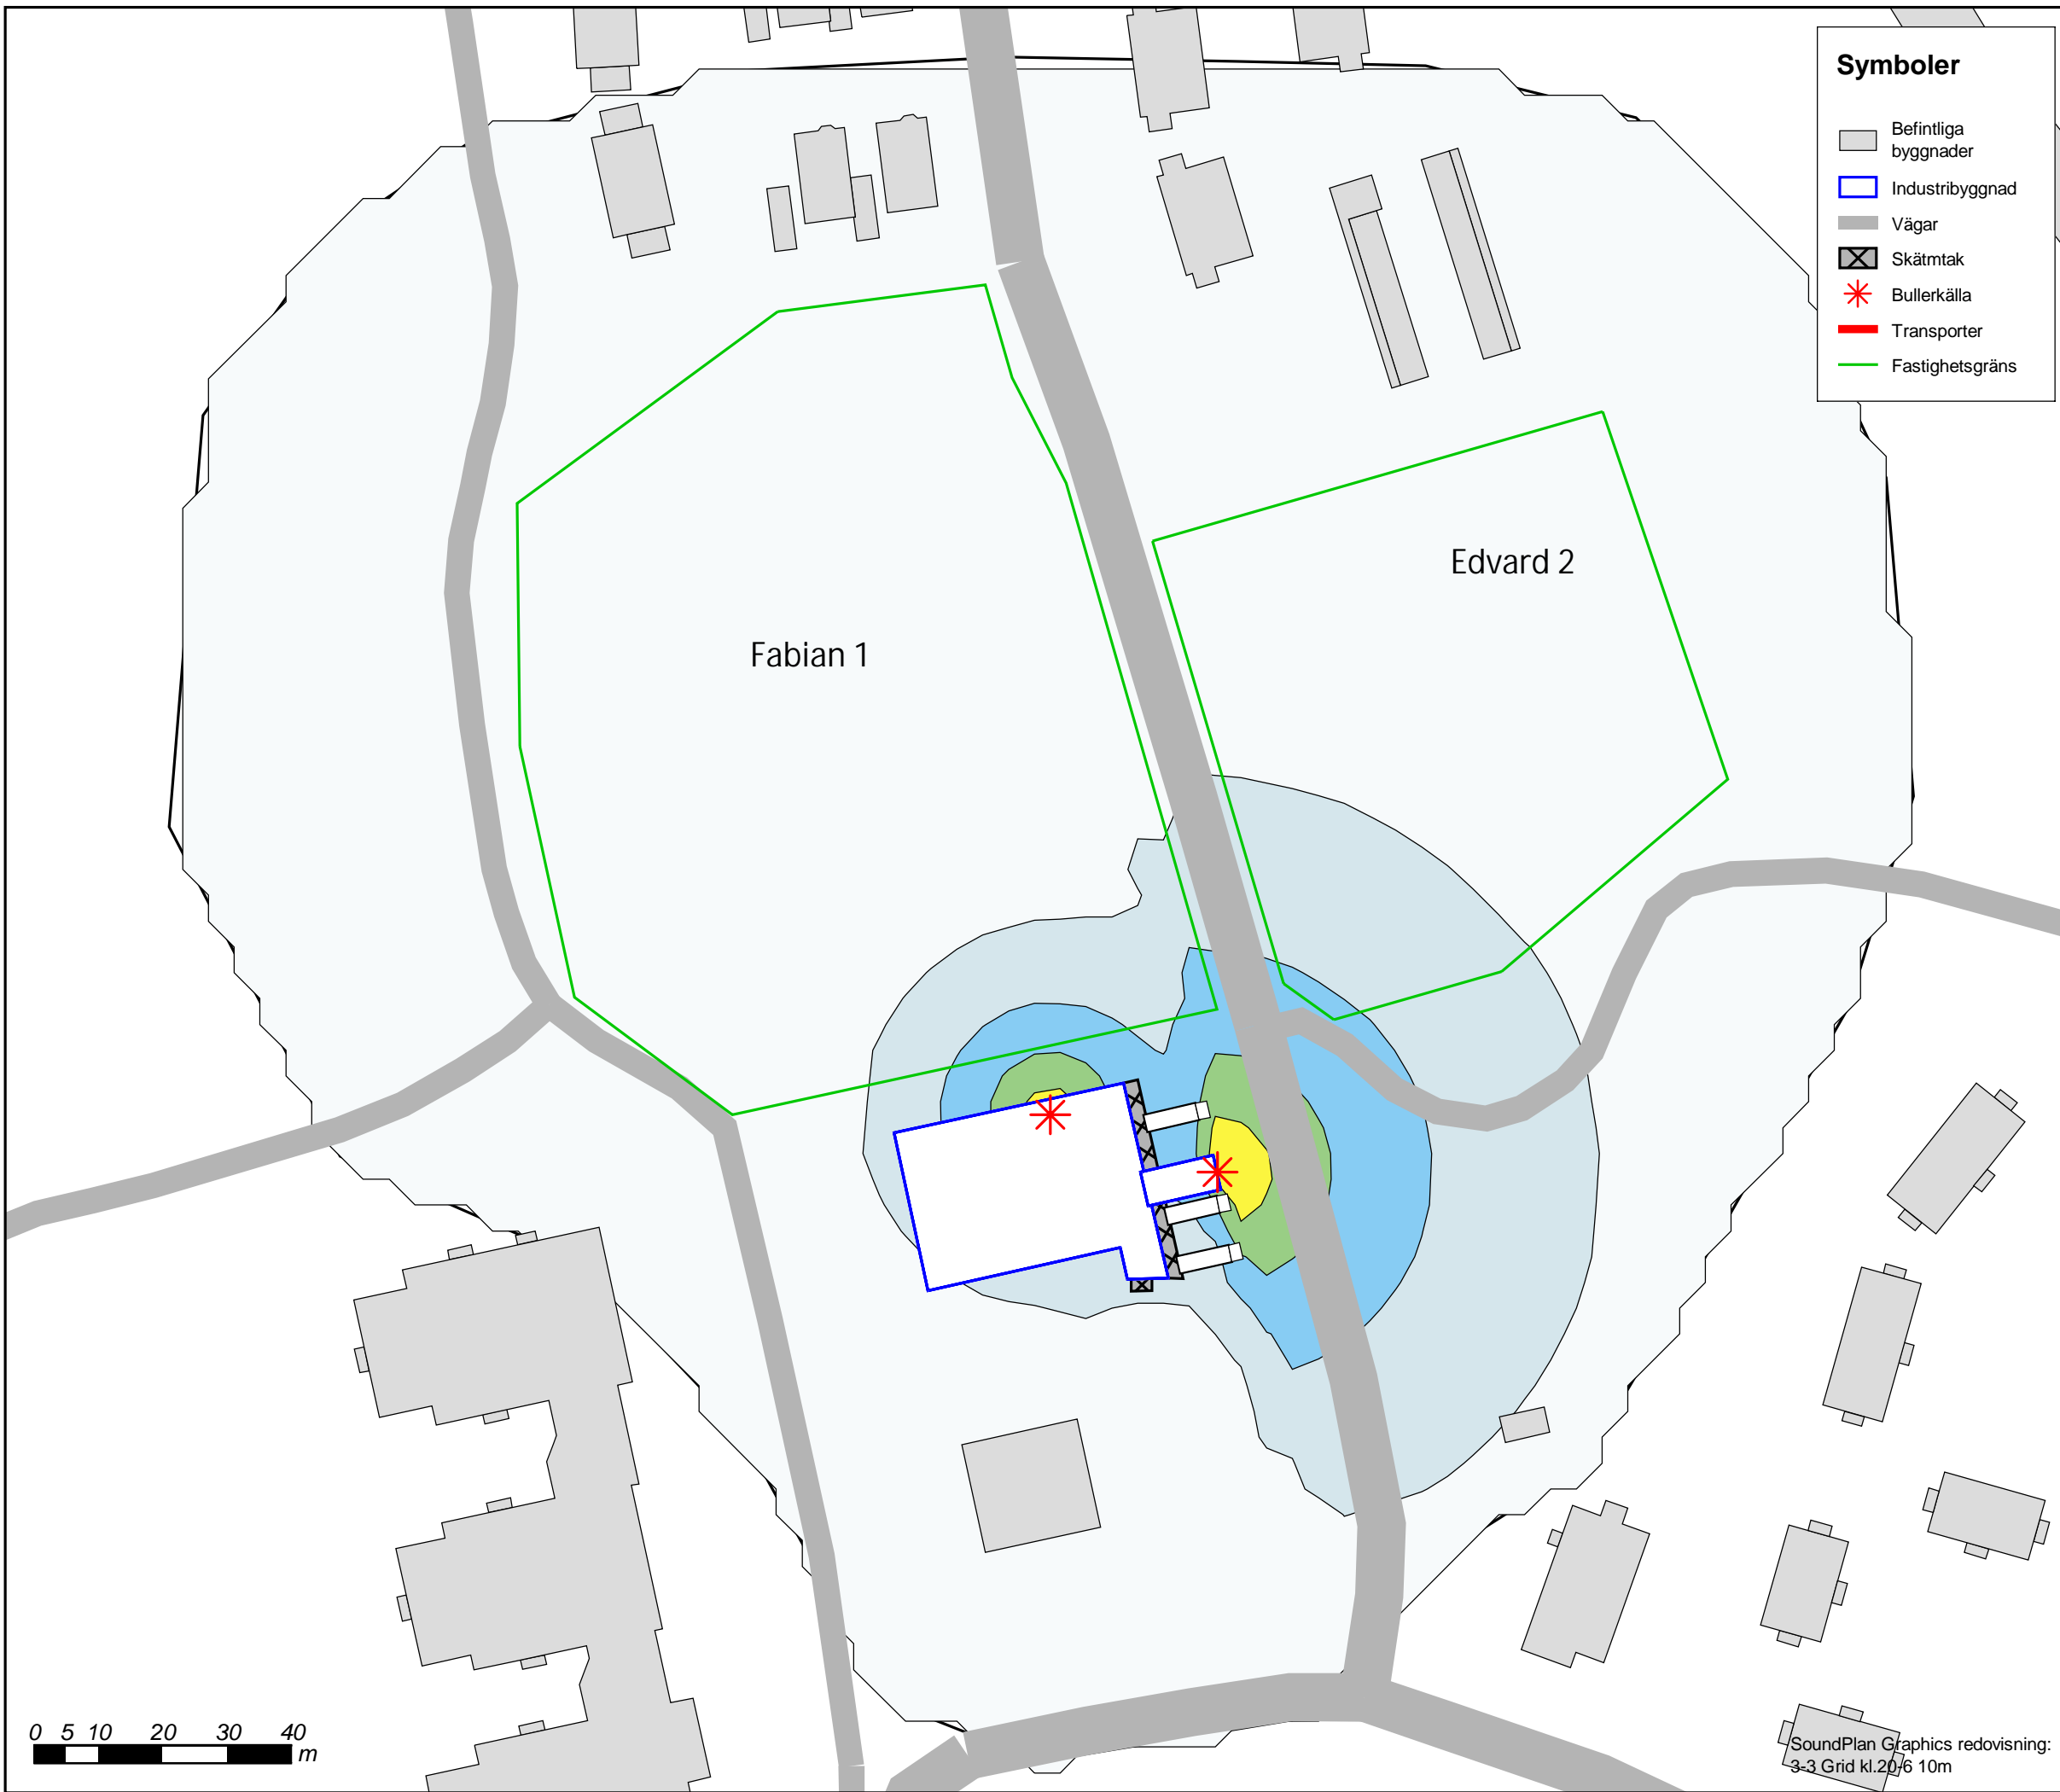 Symboler
Befintliga
byggnader
Industribyggnad
Vägar
Skätmtak
Bullerkälla
Transporter
Fastighetsgräns
Edvard 2
Fabian 1
0 5 10 20 30 40
m
SoundPlan Graphics redovisning:
3-3 Grid kl.20-6 10m